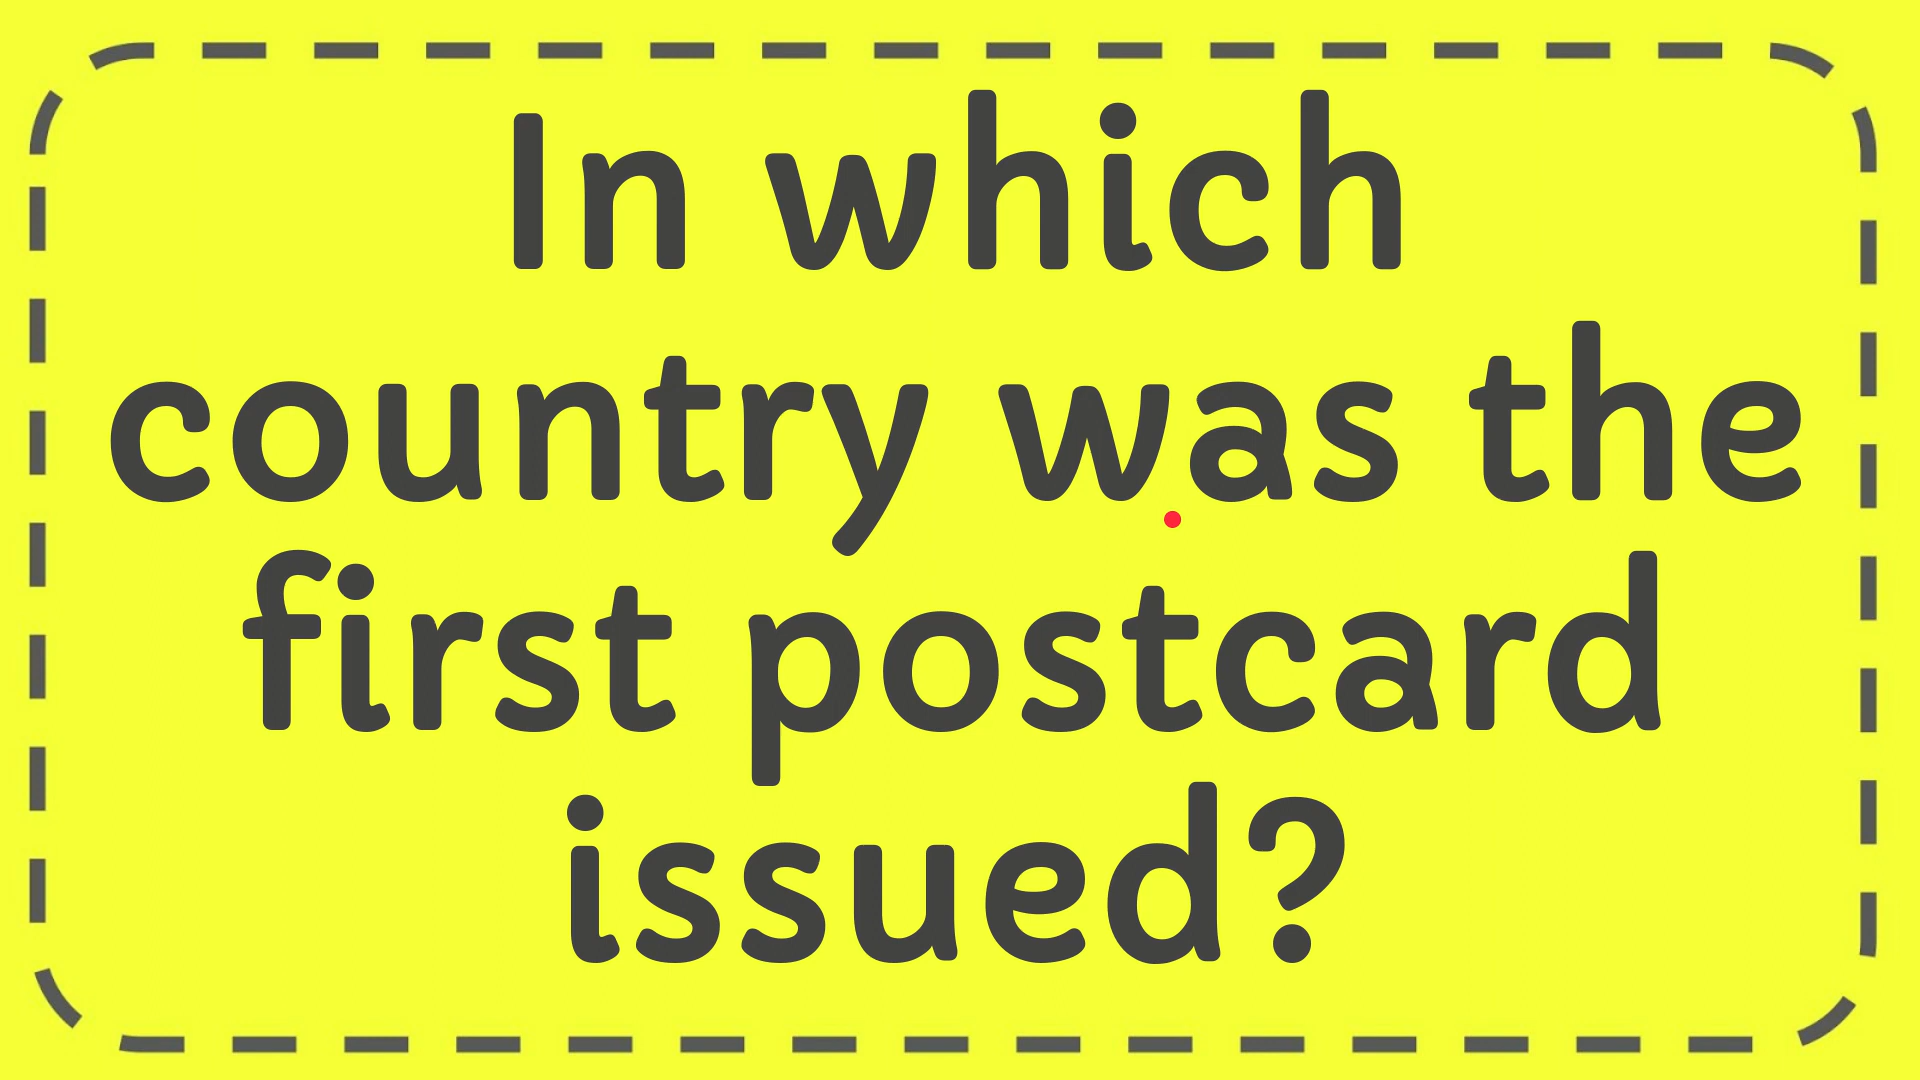 In which
country was the
first postcard
issued?